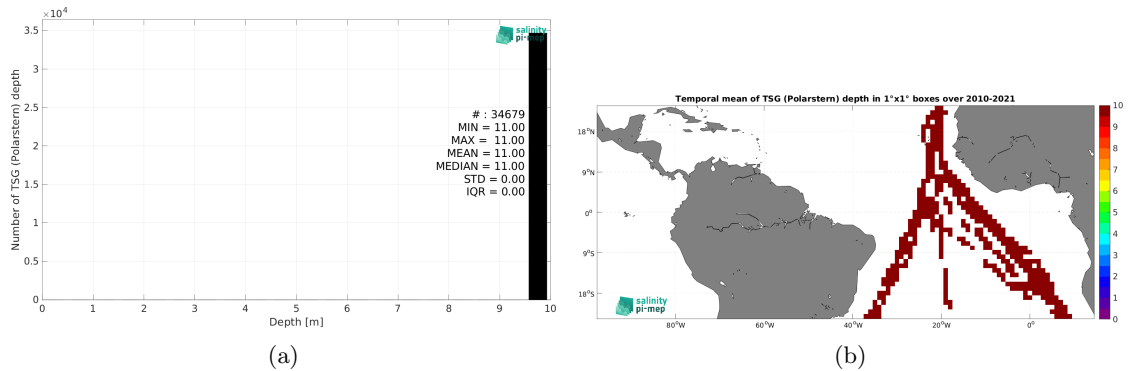 ×10⁴
3.5
3
2.5
2
1.5
1
0.5
0
Number of TSG (Polarstern) depth
salinity
pi-mep
# : 34679
MIN = 11.00
MAX = 11.00
MEAN = 11.00
MEDIAN = 11.00
STD = 0.00
IQR = 0.00
0 1 2 3 4 5 6 7 8 9 10
Depth [m]
(a)
Temporal mean of TSG (Polarstern) depth in 1°x1° boxes over 2010-2021
18°N
9°N
0°
9°S
18°S
salinity
pi-mep
80°W 60°W 40°W 20°W 0°
10
9
8
7
6
5
4
3
2
1
0
(b)